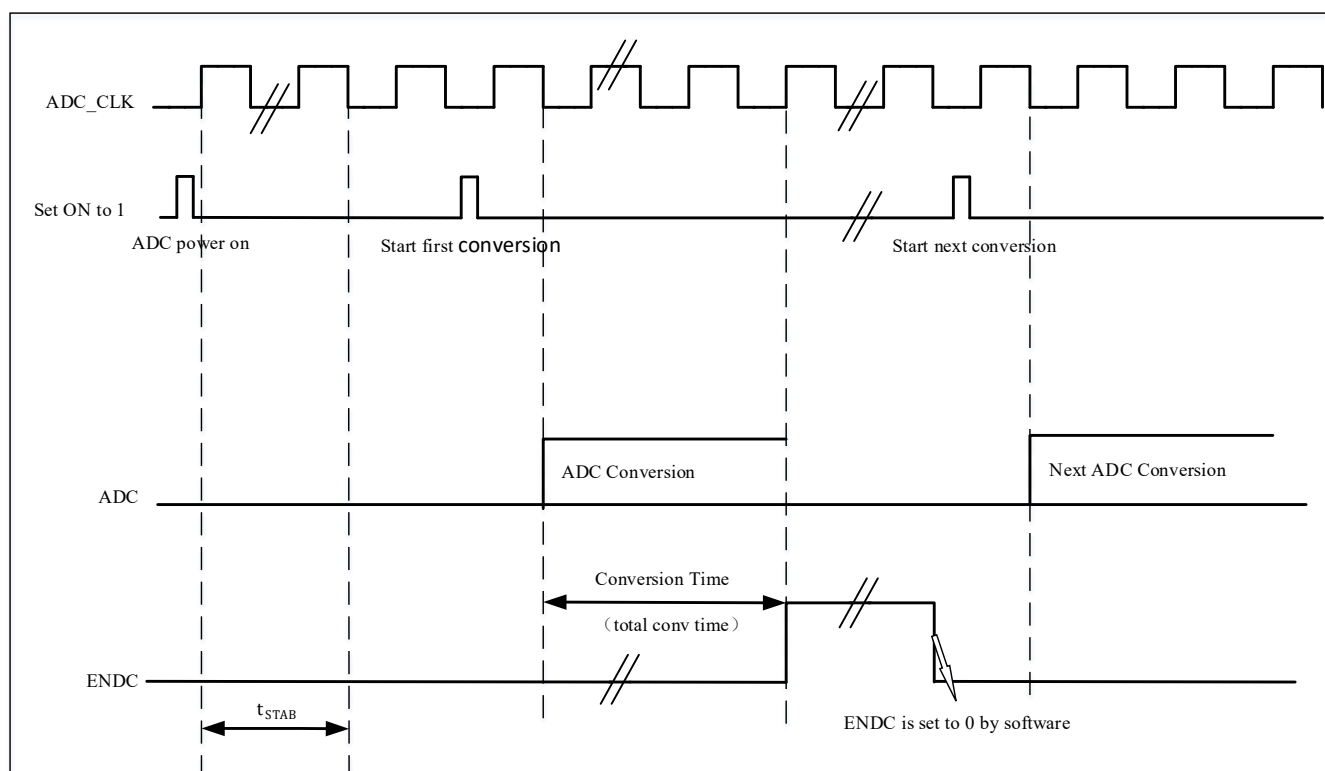 ADC_CLK
Set ON to 1
ADC power on
Start first conversion
Start next conversion
ADC Conversion
Next ADC Conversion
ADC
Conversion Time
（total conv time）
ENDC
tSTAB
ENDC is set to 0 by software